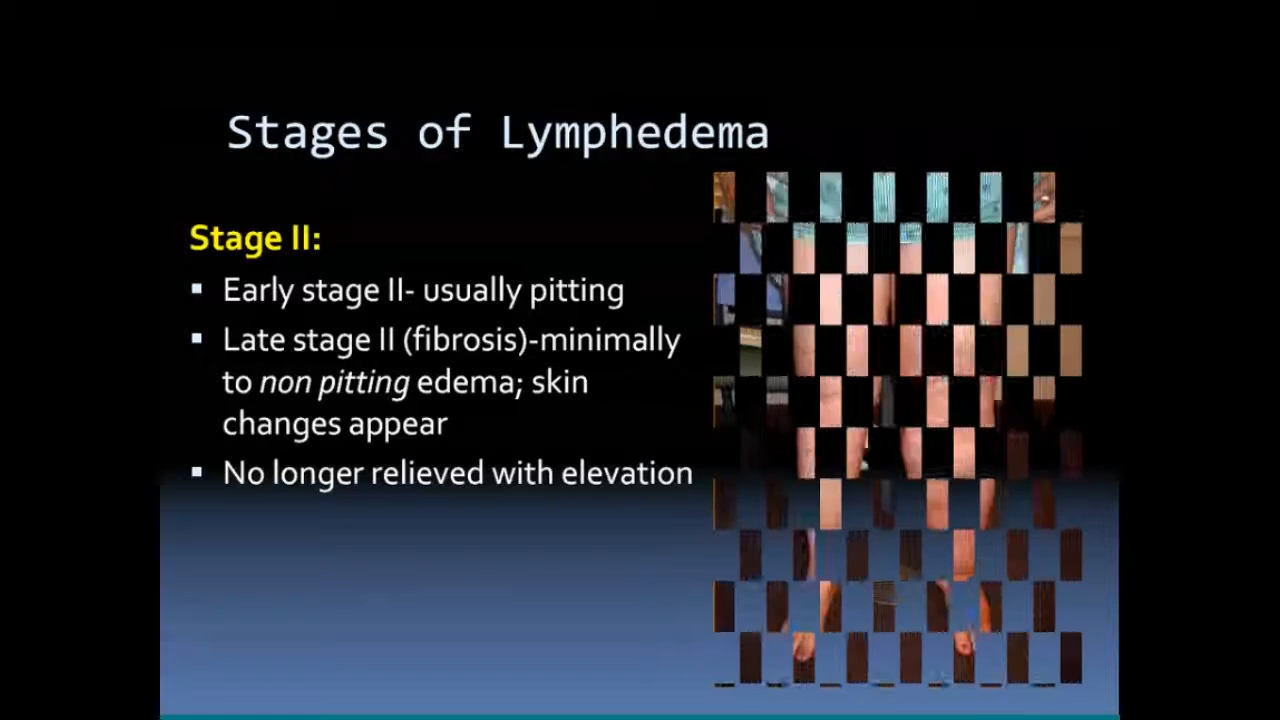 Stages of Lymphedema
Stage II:
▪ Early stage II- usually pitting
▪ Late stage II (fibrosis)-minimally
to non pitting edema; skin
changes appear
▪ No longer relieved with elevation